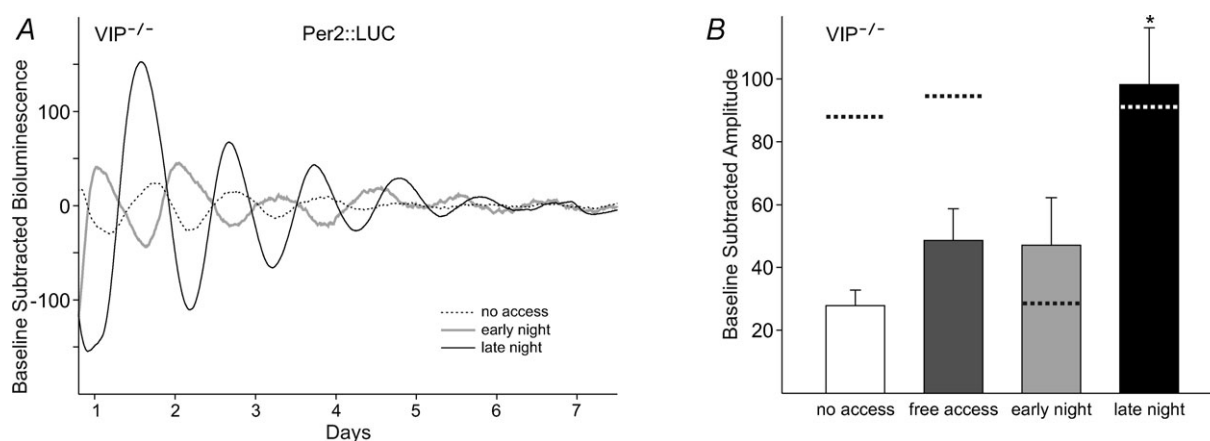 A
VIP-/-
Per2::LUC
Baseline Subtracted Bioluminescence
100
0
-100
no access
early night
late night
1 2 3 4 5 6 7
Days
B
VIP-/-
*
Baseline Subtracted Amplitude
100
80
60
40
20
no access free access early night late night